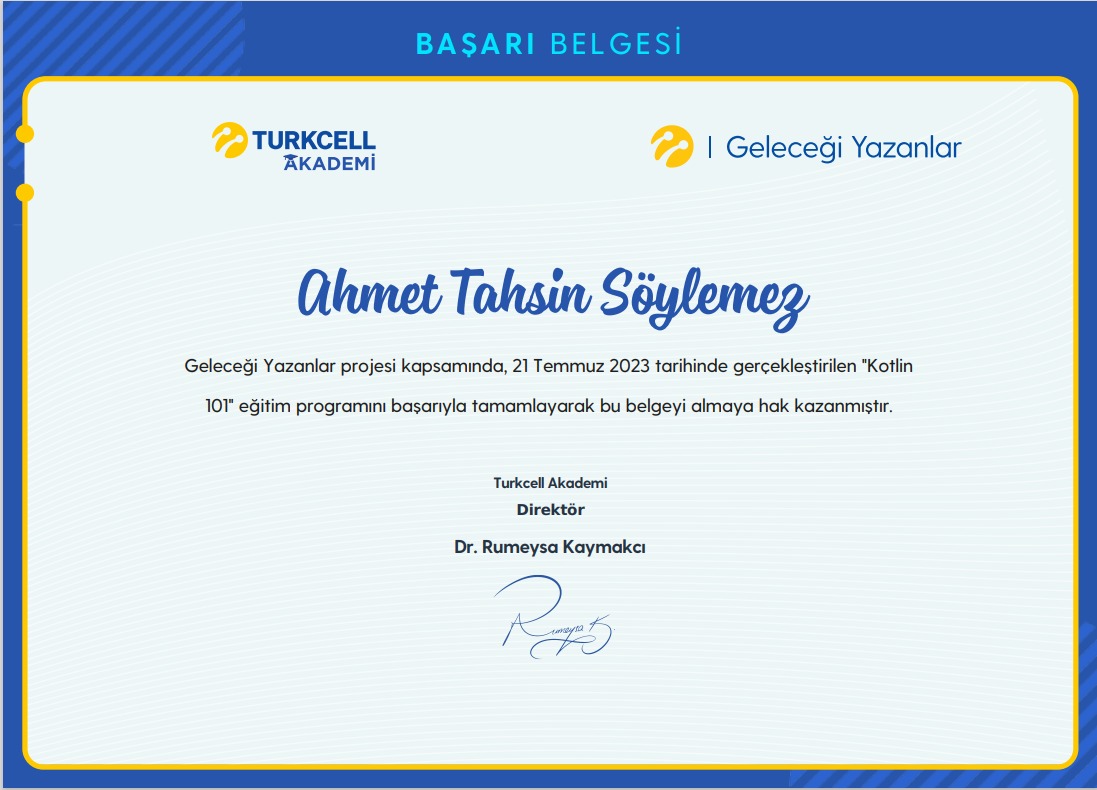 BAŞARI BELGESİ
TURKCELL
AKADEMİ
Geleceği Yazanlar
Ahmet Tahsin Söylemez
Geleceği Yazanlar projesi kapsamında, 21 Temmuz 2023 tarihinde gerçekleştirilen "Kotlin
101" eğitim programını başarıyla tamamlayarak bu belgeyi almaya hak kazanmıştır.
Turkcell Akademi
Direktör
Dr. Rumeysa Kaymakcı
Rumeysa K.